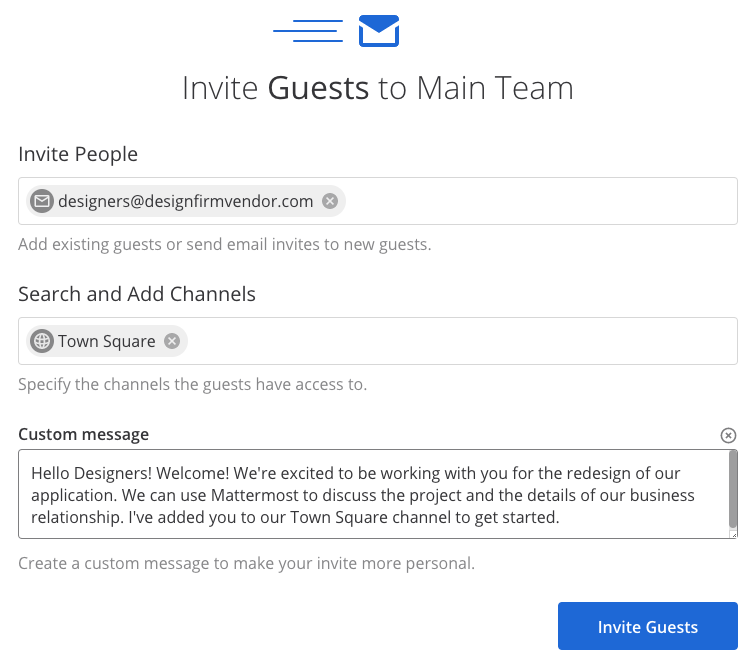 Invite Guests to Main Team
Invite People
designers@designfirmvendor.com
Add existing guests or send email invites to new guests.
Search and Add Channels
Town Square
Specify the channels the guests have access to.
Custom message
Hello Designers! Welcome! We're excited to be working with you for the redesign of our
application. We can use Mattermost to discuss the project and the details of our business
relationship. I've added you to our Town Square channel to get started.
Create a custom message to make your invite more personal.
Invite Guests